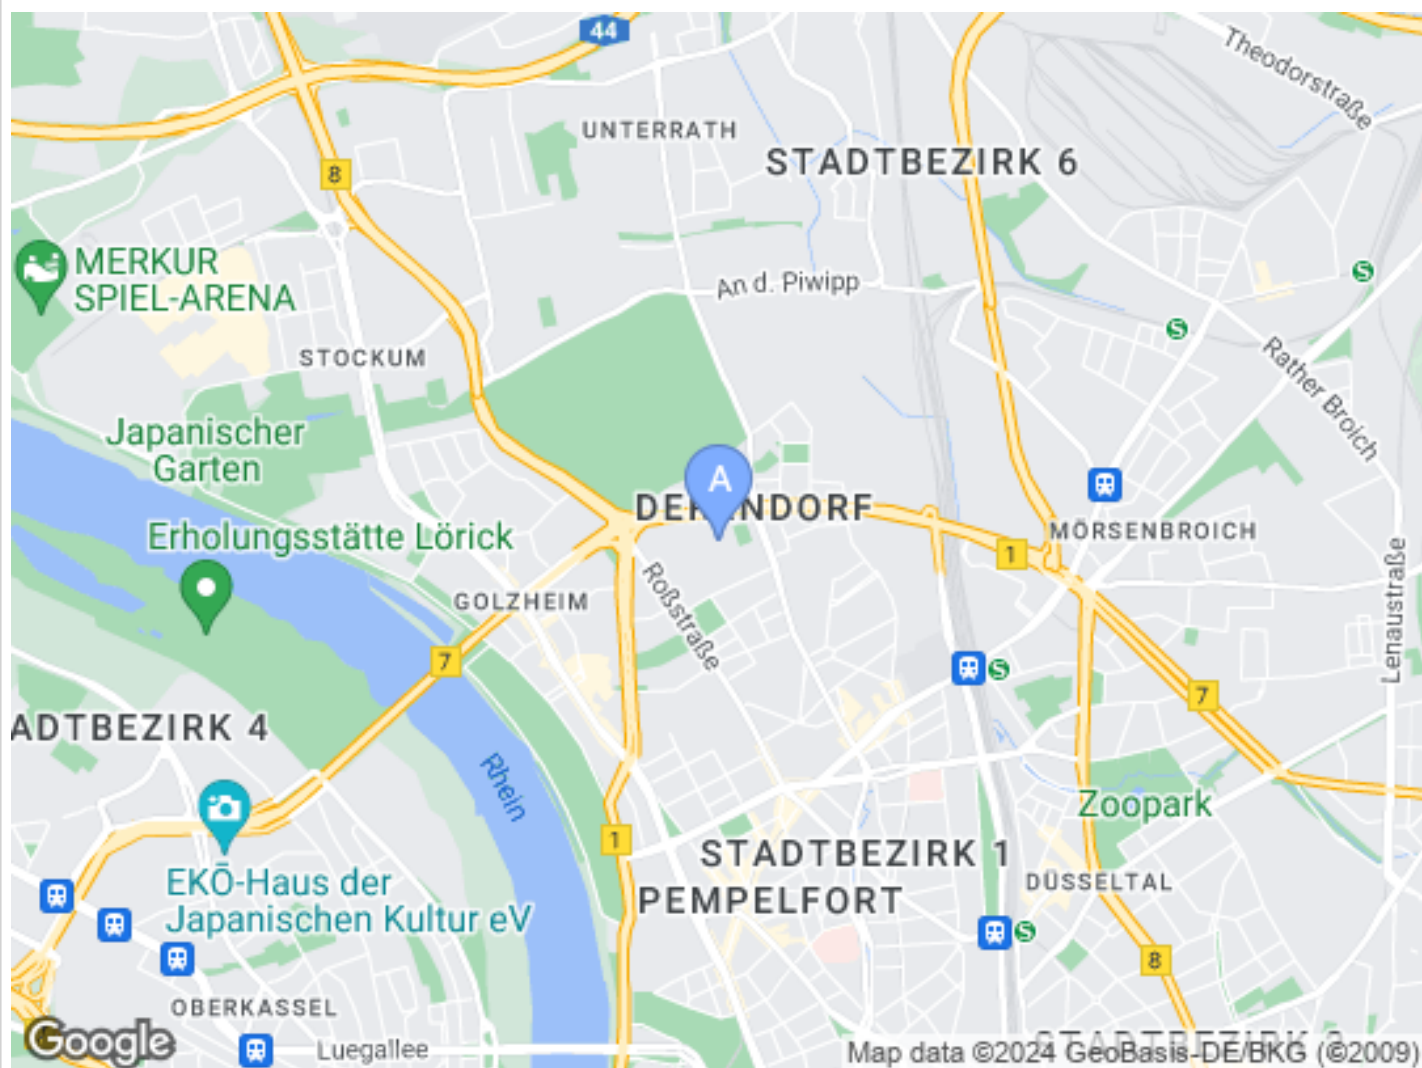 44
Theodorstraße
UNTERRATH
STADTBEZIRK 6
8
MERKUR
SPIEL-ARENA
An d. Piwipp
S
S
STOCKUM
Rather Broich
Japanischer
Garten
A
DERENDORF
Erholungsstätte Lörick
MÖRSENBROICH
1
Lenaustraße
GOLZHEIM
Roßstraße
7
S
7
ADTBEZIRK 4
Rhein
Zoopark
1
STADTBEZIRK 1
EKŌ-Haus der
Japanischen Kultur eV
DÜSSELTAL
PEMPELFORT
S
8
OBERKASSEL
Google
Luegallee
Map data ©2024 GeoBasis-DE/BKG (©2009)